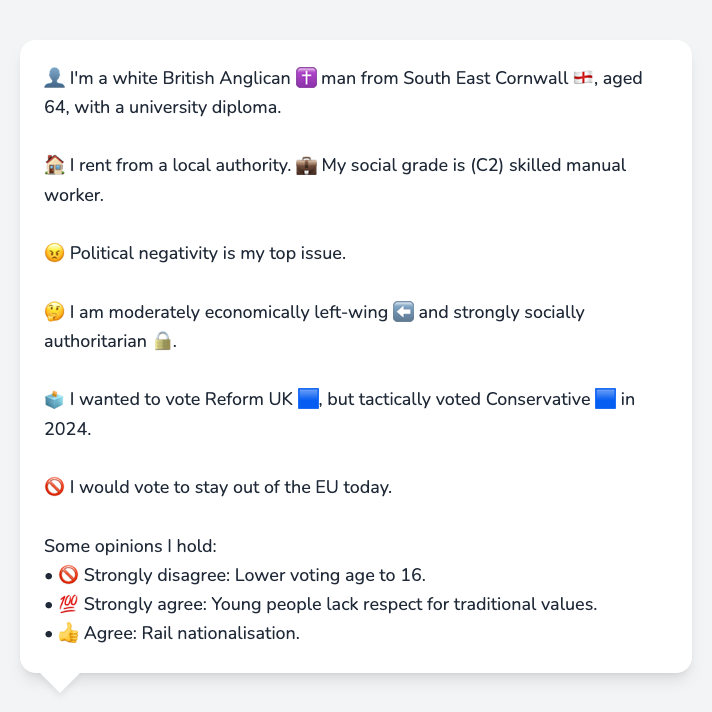 👤 I'm a white British Anglican ✝️ man from South East Cornwall 🏴󠁧󠁢󠁥󠁮󠁧󠁿, aged
64, with a university diploma.
🏠 I rent from a local authority. 💼 My social grade is (C2) skilled manual
worker.
😠 Political negativity is my top issue.
🤔 I am moderately economically left-wing ⬅️ and strongly socially
authoritarian 🔒.
🗳️ I wanted to vote Reform UK 🟦, but tactically voted Conservative 🟦 in
2024.
🚫 I would vote to stay out of the EU today.
Some opinions I hold:
• 🚫 Strongly disagree: Lower voting age to 16.
• 💯 Strongly agree: Young people lack respect for traditional values.
• 👍 Agree: Rail nationalisation.